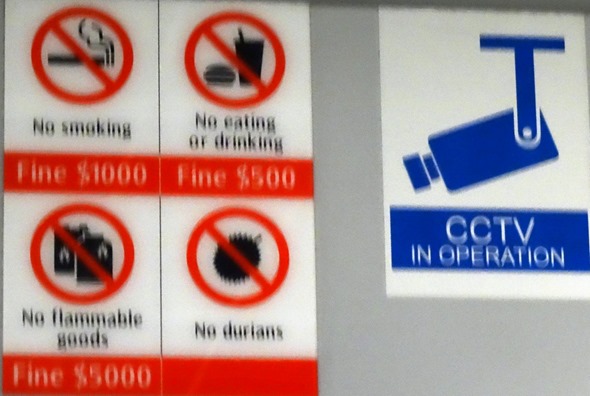 No smoking
Fine $1000
No eating
or drinking
Fine $500
No flammable
goods
Fine $5000
No durians
CCTV
IN OPERATION